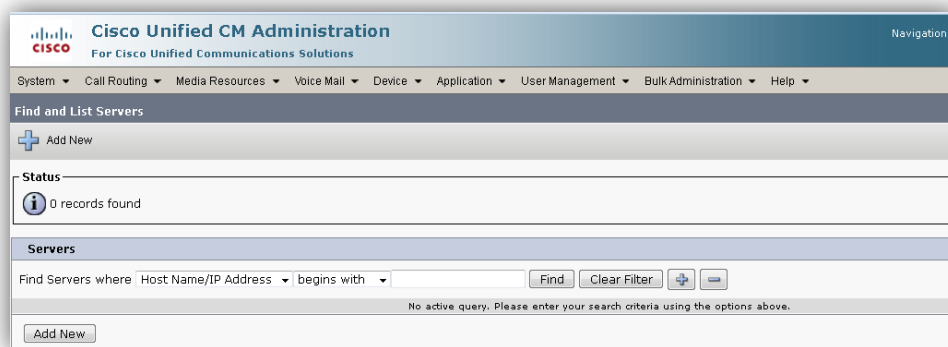 CISCO
Cisco Unified CM Administration
For Cisco Unified Communications Solutions
Navigation
System Call Routing Media Resources Voice Mail Device Application User Management Bulk Administration Help
Find and List Servers
Add New
Status
0 records found
Servers
Find Servers where Host Name/IP Address begins with Find Clear Filter
No active query. Please enter your search criteria using the options above.
Add New